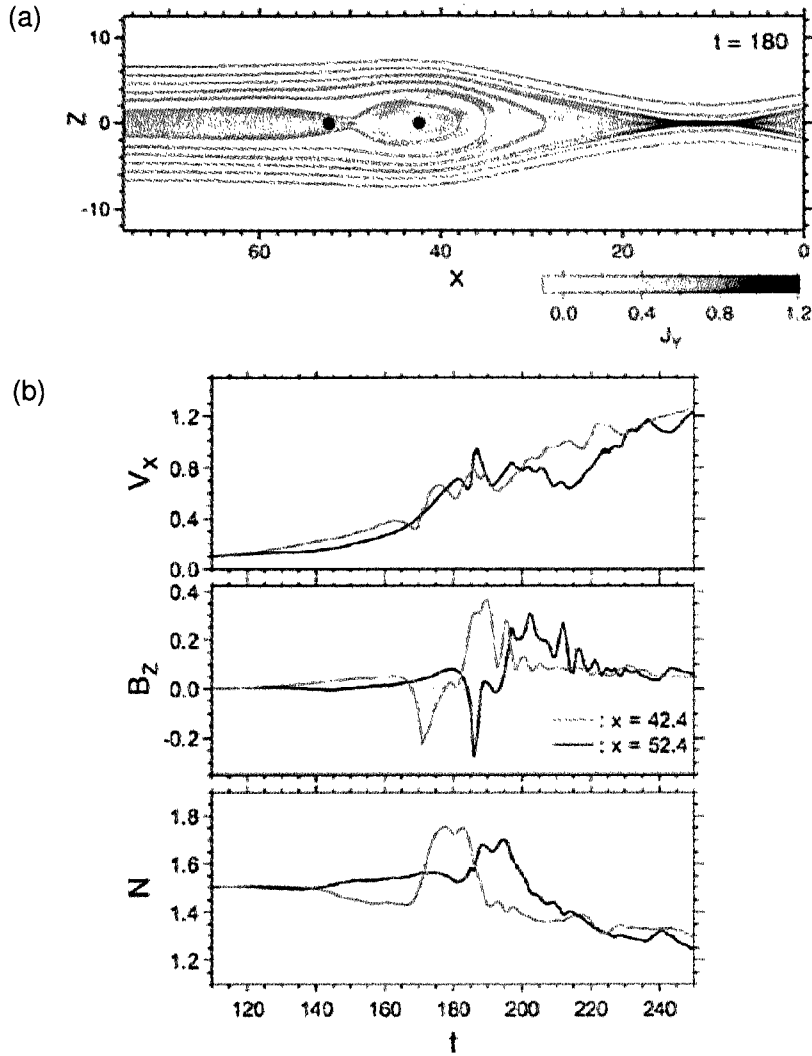 (a)
t = 180
10
0
-10
Z
60 40 20 0
X
0.0 0.4 0.8 1.2
J_Y
(b)
V_X
1.2
0.8
0.4
0.0
B_Z
0.4
0.2
0.0
-0.2
: x = 42.4
: x = 52.4
N
1.8
1.6
1.4
1.2
120 140 160 180 200 220 240
t